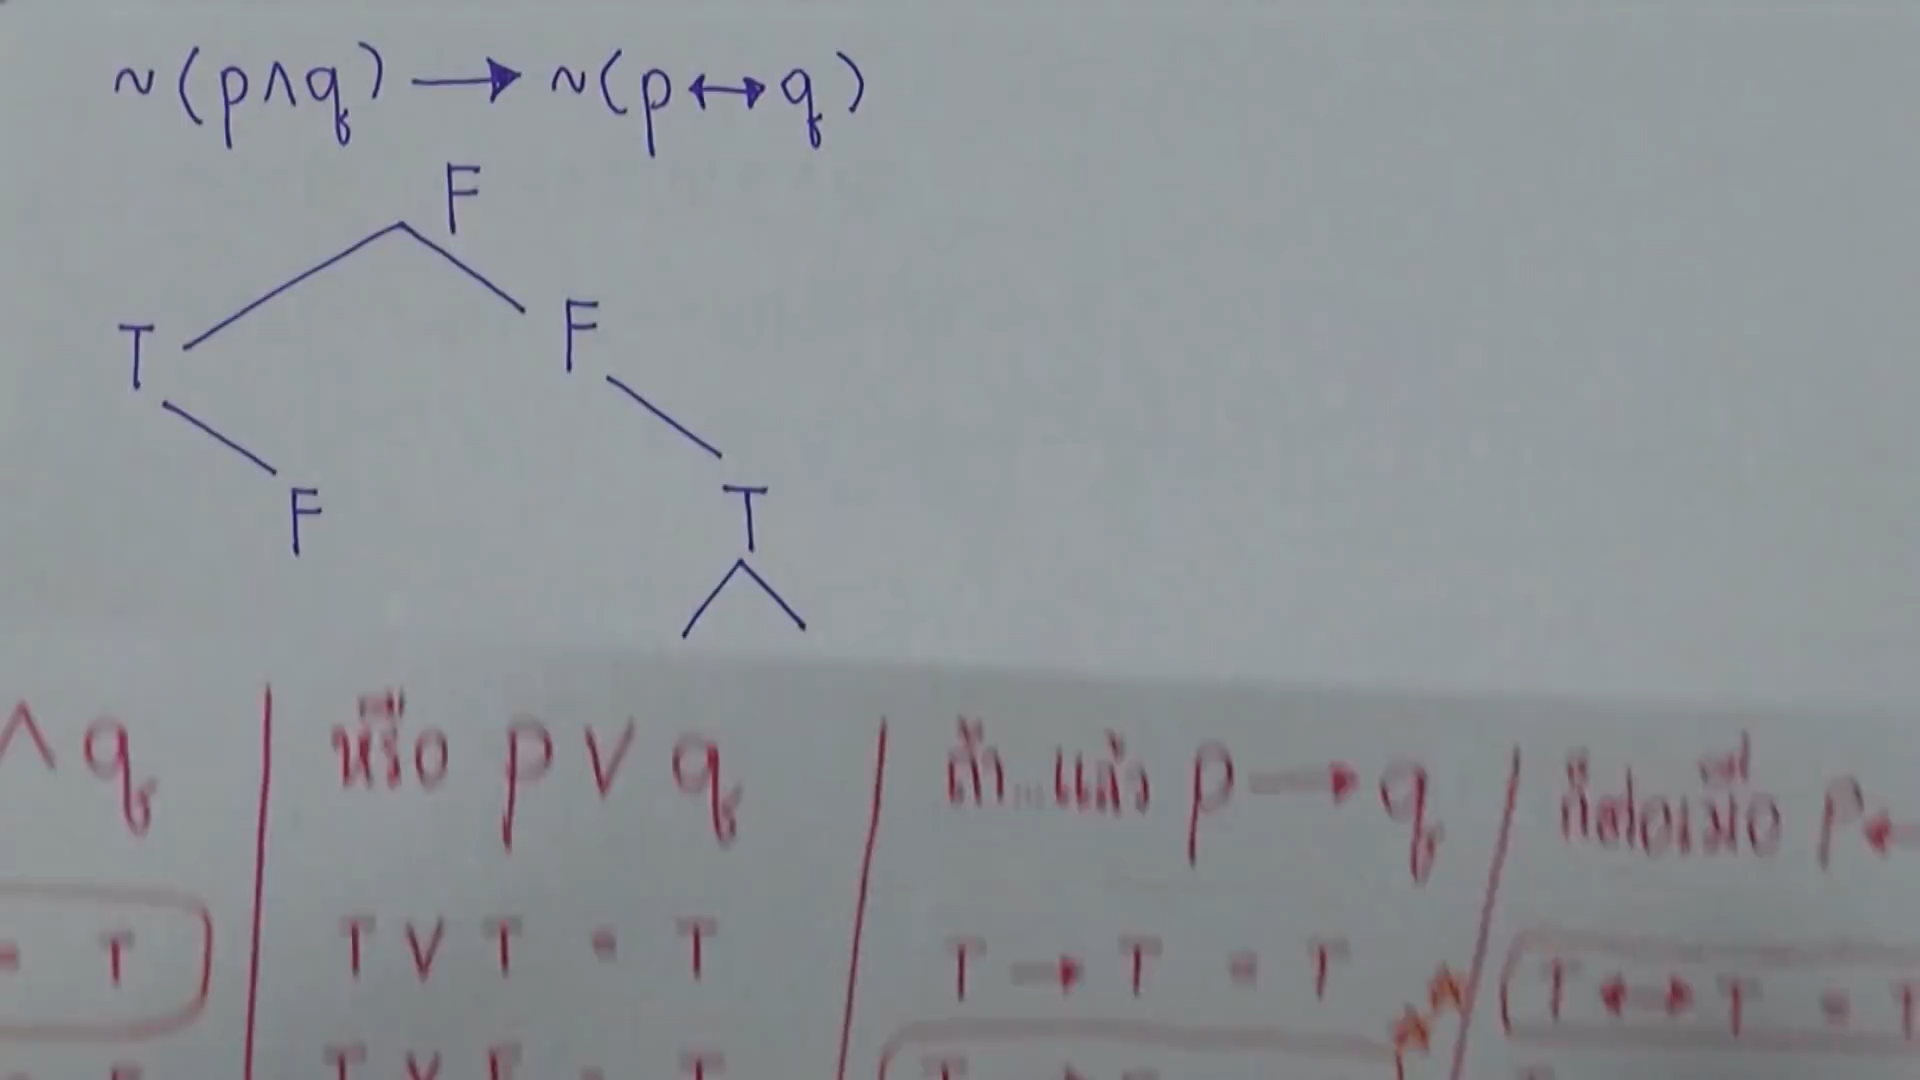 ~(p∧q) → ~(p↔q)
F
T F
F T
∧ q หรือ p∨q ถ้า...แล้ว p→q ก็ต่อเมื่อ p←
= T T∨T = T T→T = T T↔T = T